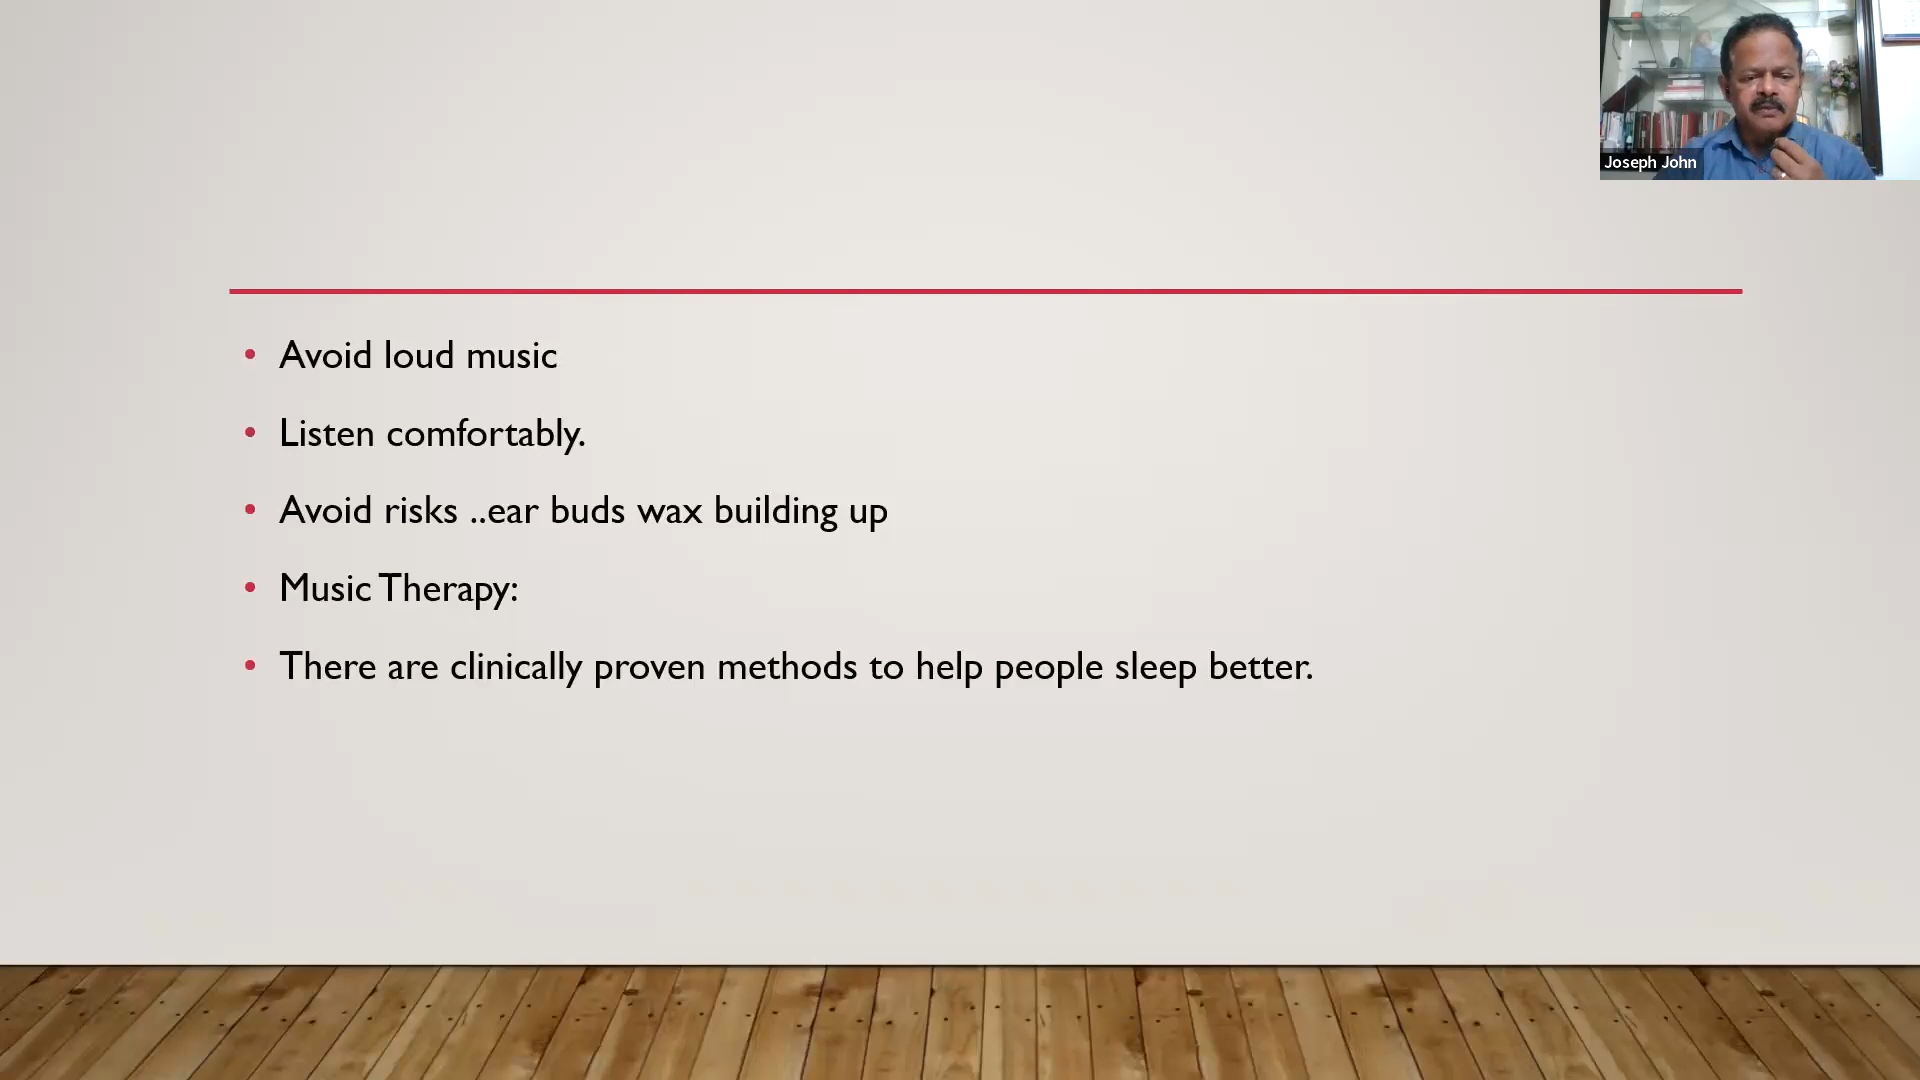 Joseph John
• Avoid loud music
• Listen comfortably.
• Avoid risks ..ear buds wax building up
• Music Therapy:
• There are clinically proven methods to help people sleep better.